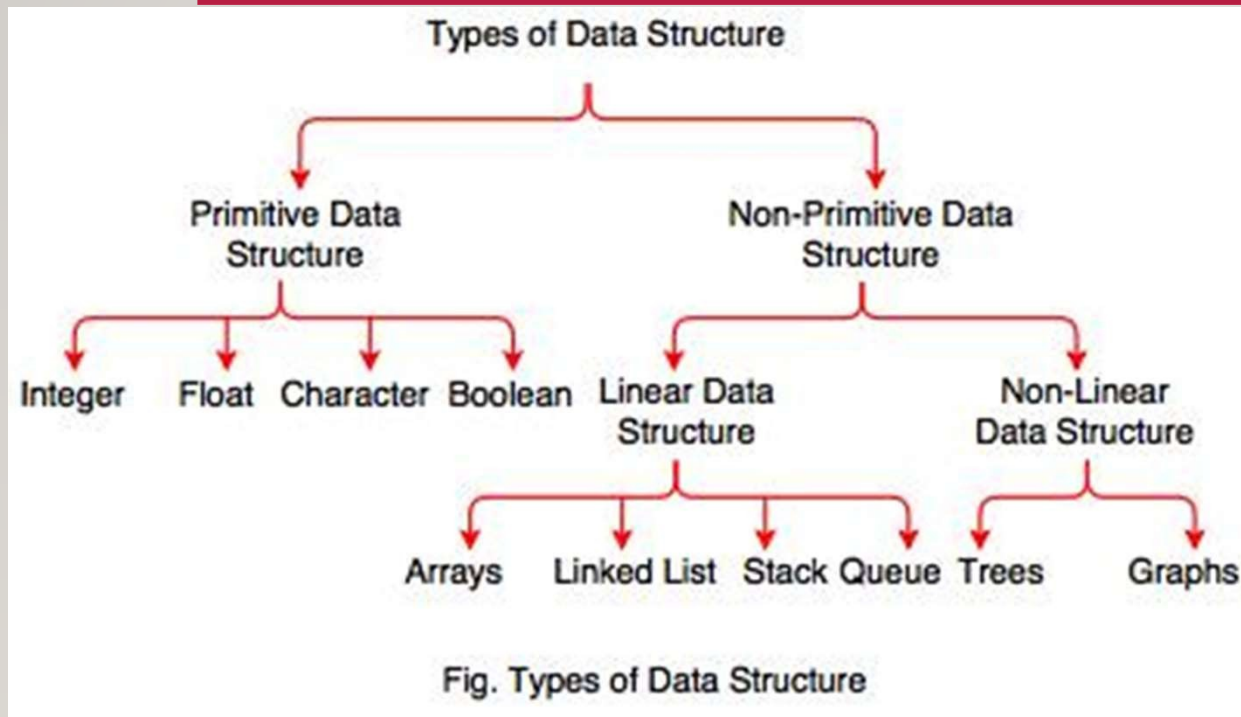 Types of Data Structure
Primitive Data
Structure
Non-Primitive Data
Structure
Integer
Float
Character
Boolean
Linear Data
Structure
Non-Linear
Data Structure
Arrays
Linked List
Stack
Queue
Trees
Graphs
Fig. Types of Data Structure